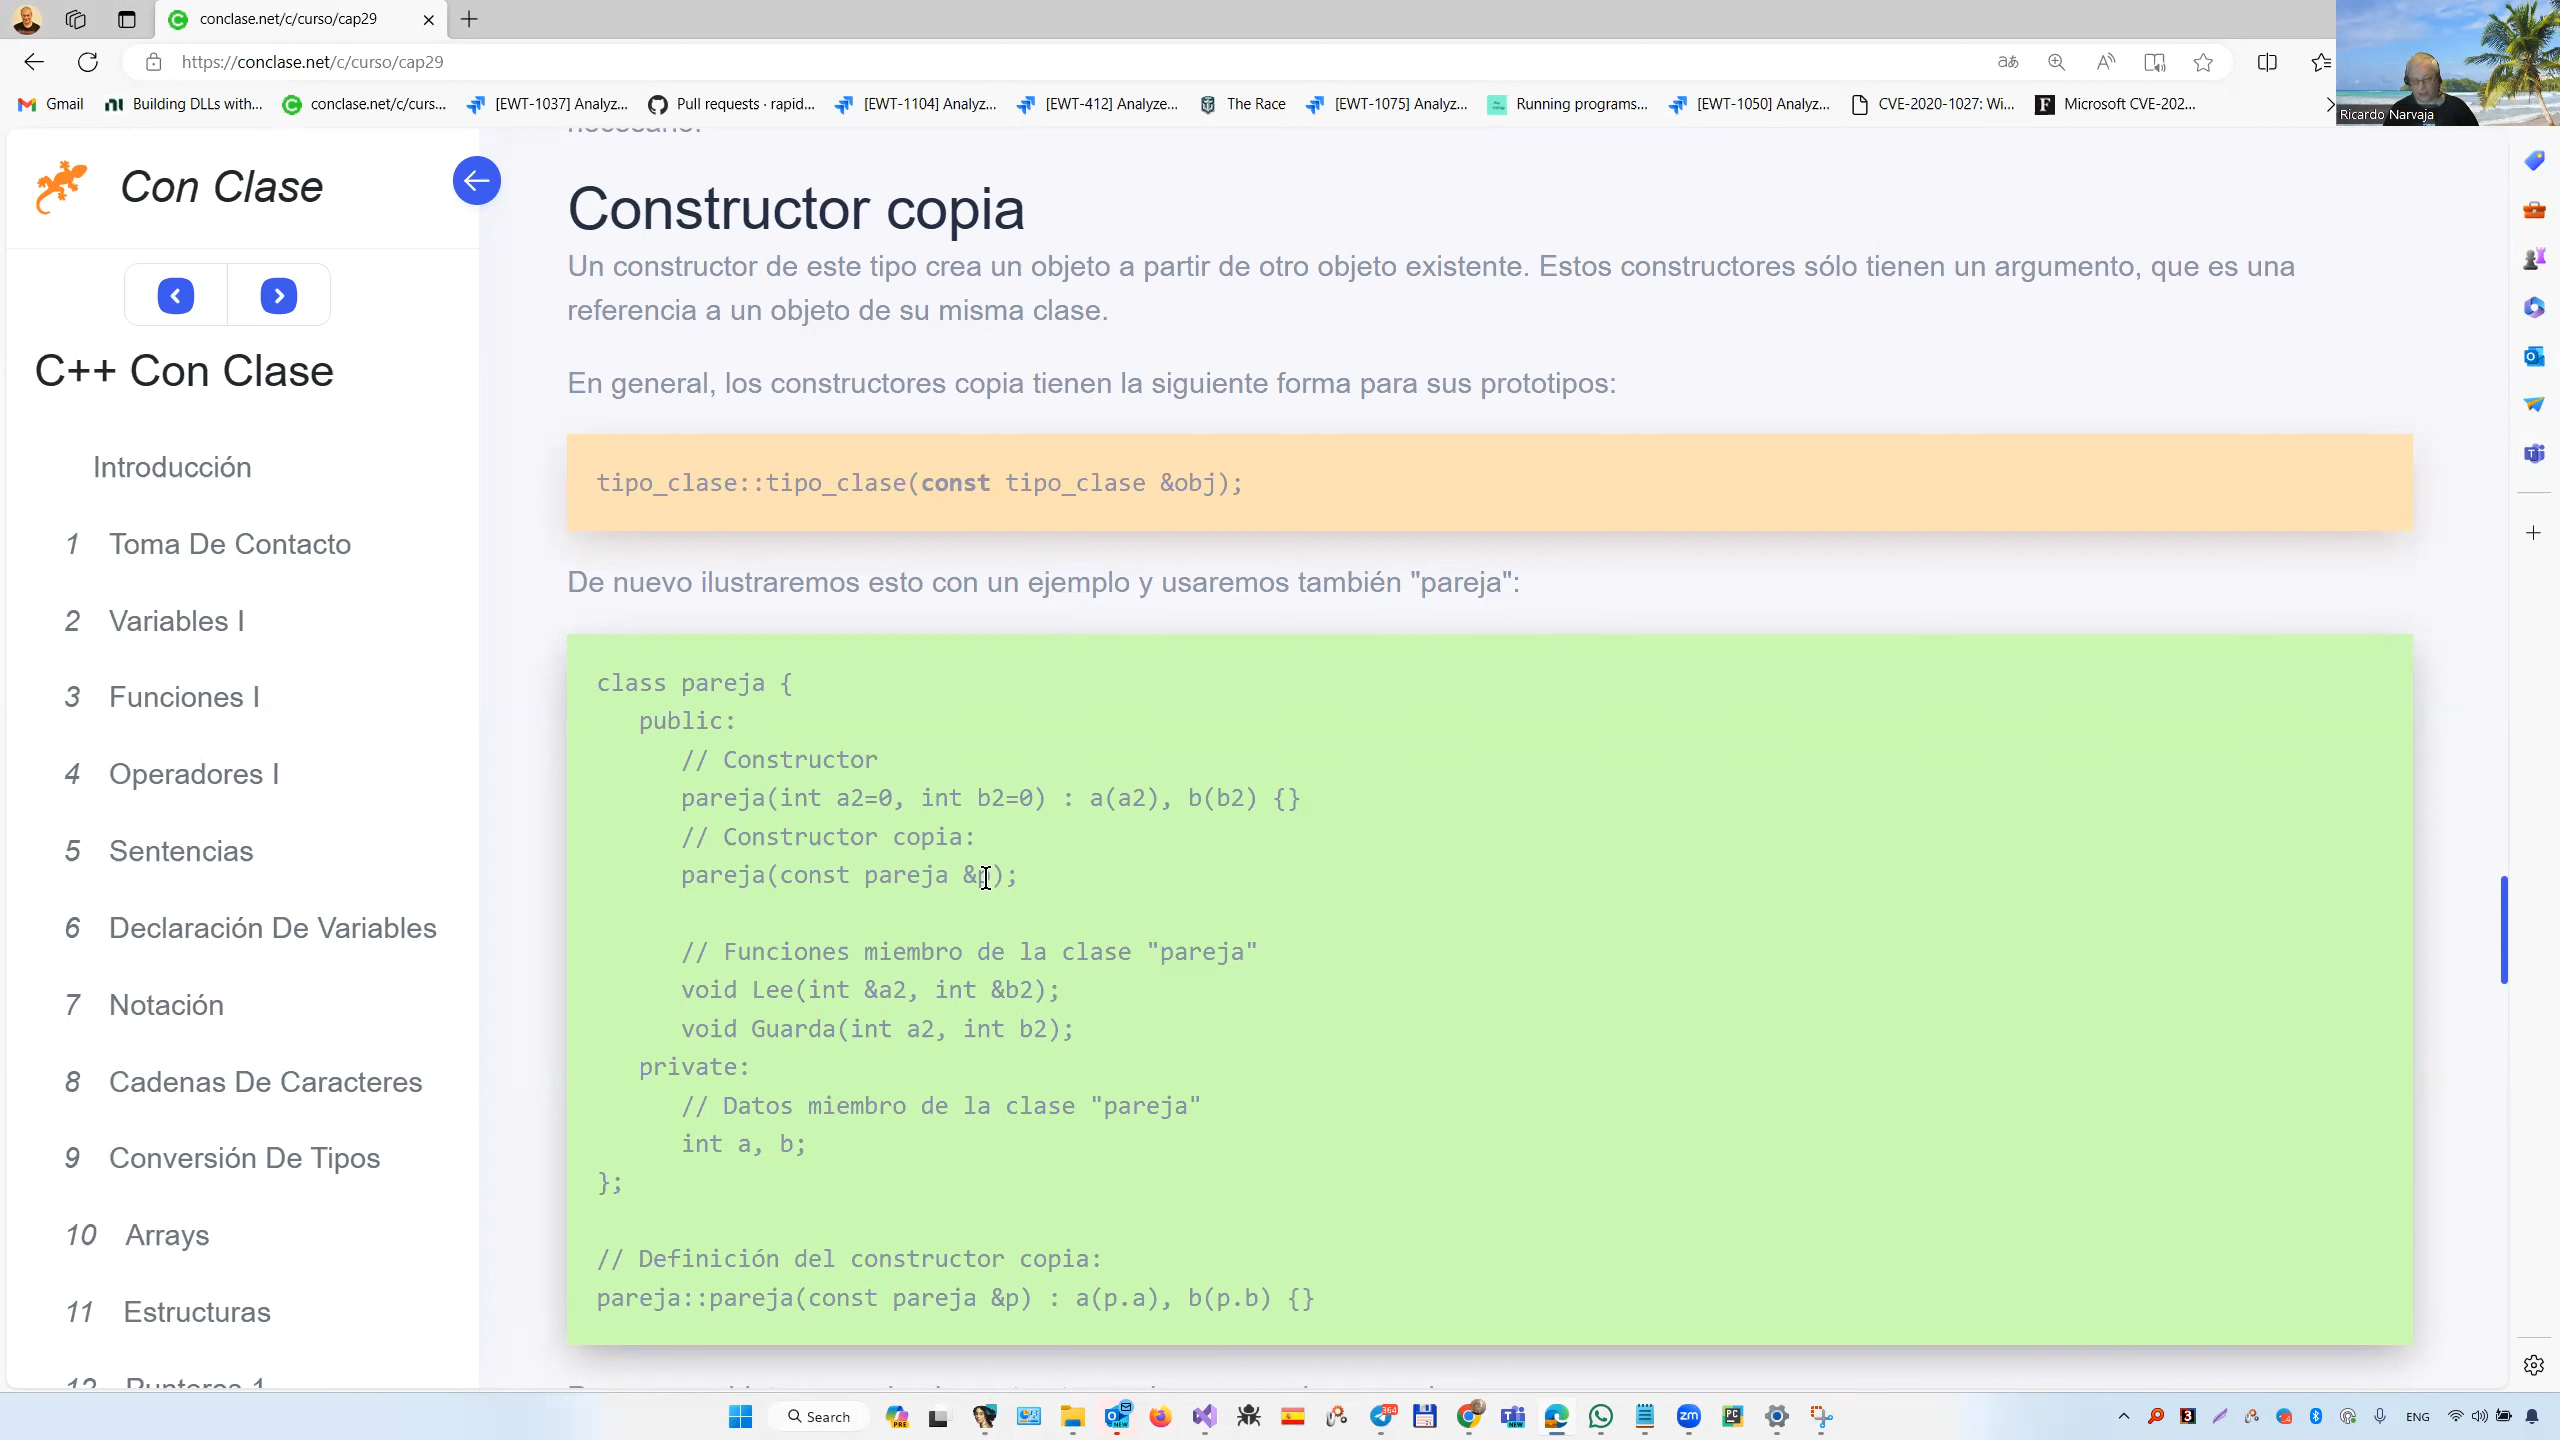 conclase.net/c/curso/cap29
https://conclase.net/c/curso/cap29
Gmail
Building DLLs with...
conclase.net/c/curs...
[EWT-1037] Analyz...
Pull requests · rapid...
[EWT-1104] Analyz...
[EWT-412] Analyze...
The Race
[EWT-1075] Analyz...
Running programs...
[EWT-1050] Analyz...
CVE-2020-1027: Wi...
Microsoft CVE-202...
Ricardo Narvaja
Con Clase
C++ Con Clase
Introducción
1 Toma De Contacto
2 Variables I
3 Funciones I
4 Operadores I
5 Sentencias
6 Declaración De Variables
7 Notación
8 Cadenas De Caracteres
9 Conversión De Tipos
10 Arrays
11 Estructuras
12 Punteros 1
necesario.
Constructor copia
Un constructor de este tipo crea un objeto a partir de otro objeto existente. Estos constructores sólo tienen un argumento, que es una
referencia a un objeto de su misma clase.
En general, los constructores copia tienen la siguiente forma para sus prototipos:
tipo_clase::tipo_clase(const tipo_clase &obj);
De nuevo ilustraremos esto con un ejemplo y usaremos también "pareja":
class pareja {
public:
// Constructor
pareja(int a2=0, int b2=0) : a(a2), b(b2) {}
// Constructor copia:
pareja(const pareja &p);
// Funciones miembro de la clase "pareja"
void Lee(int &a2, int &b2);
void Guarda(int a2, int b2);
private:
// Datos miembro de la clase "pareja"
int a, b;
};
// Definición del constructor copia:
pareja::pareja(const pareja &p) : a(p.a), b(p.b) {}
Search
ENG